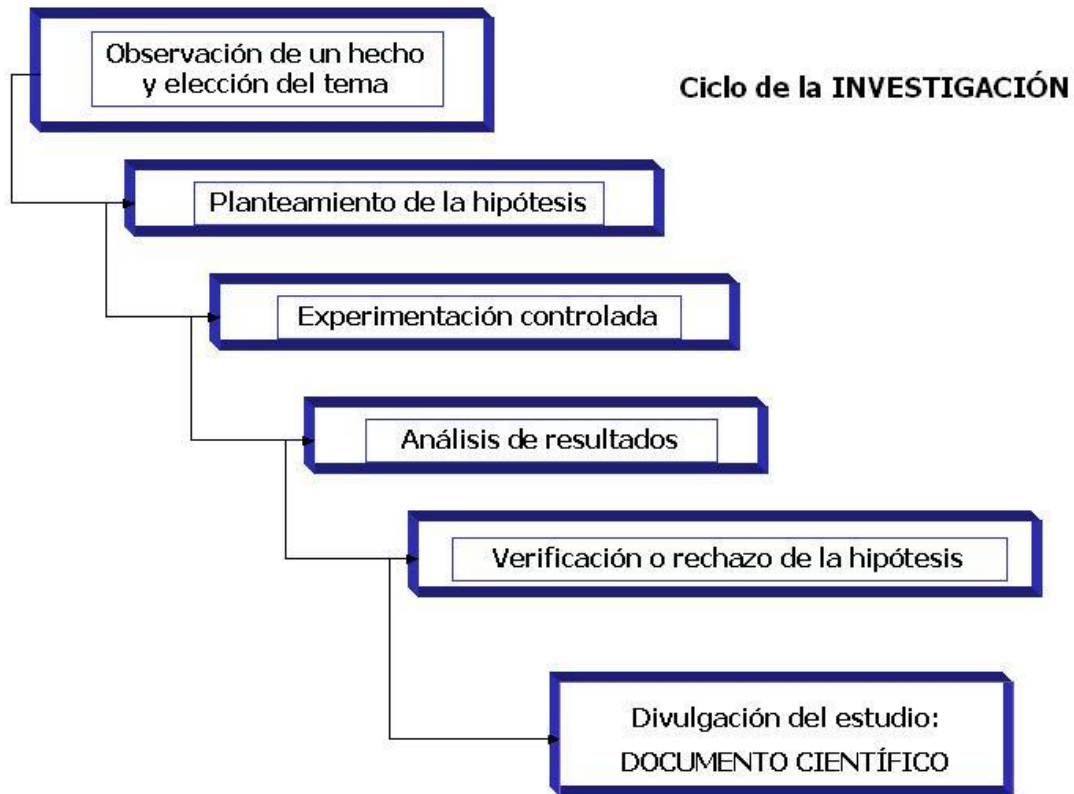 Observación de un hecho
y elección del tema
Ciclo de la INVESTIGACIÓN
Planteamiento de la hipótesis
Experimentación controlada
Análisis de resultados
Verificación o rechazo de la hipótesis
Divulgación del estudio:
DOCUMENTO CIENTÍFICO